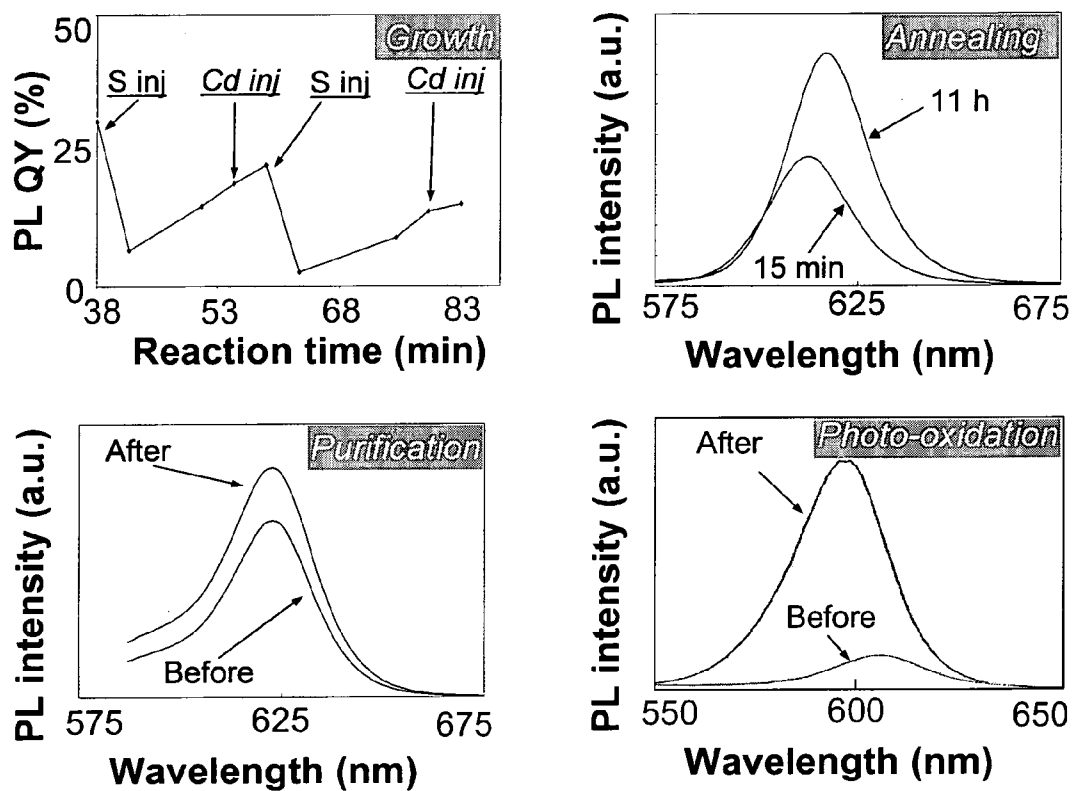 Growth
PL QY (%)
50
25
0
S inj
Cd inj
S inj
Cd inj
38
53
68
83
Reaction time (min)
Annealing
PL intensity (a.u.)
11 h
15 min
575
625
675
Wavelength (nm)
Purification
PL intensity (a.u.)
After
Before
575
625
675
Wavelength (nm)
Photo-oxidation
PL intensity (a.u.)
After
Before
550
600
650
Wavelength (nm)